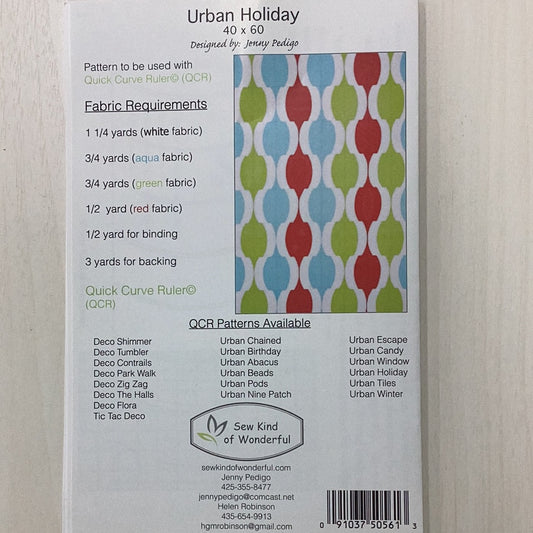 Urban Holiday
40 x 60
Designed by: Jenny Pedigo
Pattern to be used with
Quick Curve Ruler© (QCR)
Fabric Requirements
1 1/4 yards (white fabric)
3/4 yards (aqua fabric)
3/4 yards (green fabric)
1/2 yard (red fabric)
1/2 yard for binding
3 yards for backing
Quick Curve Ruler©
(QCR)
QCR Patterns Available
Deco Shimmer
Deco Tumbler
Deco Contrails
Deco Park Walk
Deco Zig Zag
Deco The Halls
Deco Flora
Tic Tac Deco
Urban Chained
Urban Birthday
Urban Abacus
Urban Beads
Urban Pods
Urban Nine Patch
Urban Escape
Urban Candy
Urban Window
Urban Holiday
Urban Tiles
Urban Winter
Sew Kind
of Wonderful
sewkindofwonderful.com
Jenny Pedigo
425-355-8477
jennypedigo@comcast.net
Helen Robinson
435-654-9913
hgmrobinson@gmail.com
0 91037 50561 3